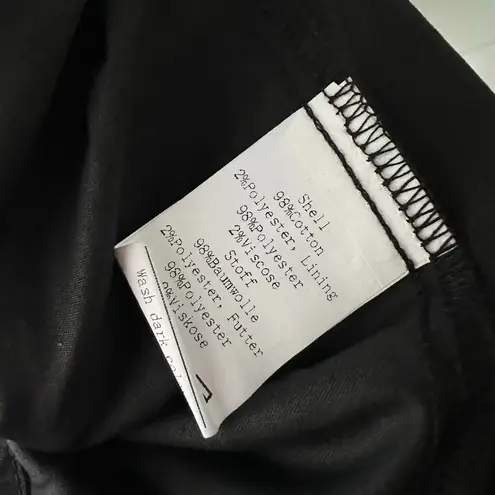 Shell
98%Cotton
2%Polyester, Lining
98%Polyester
2%Viscose
Stoff
98%Baumwolle
2%Polyester, Futter
98%Polyester
2%Viskose
Wash dark